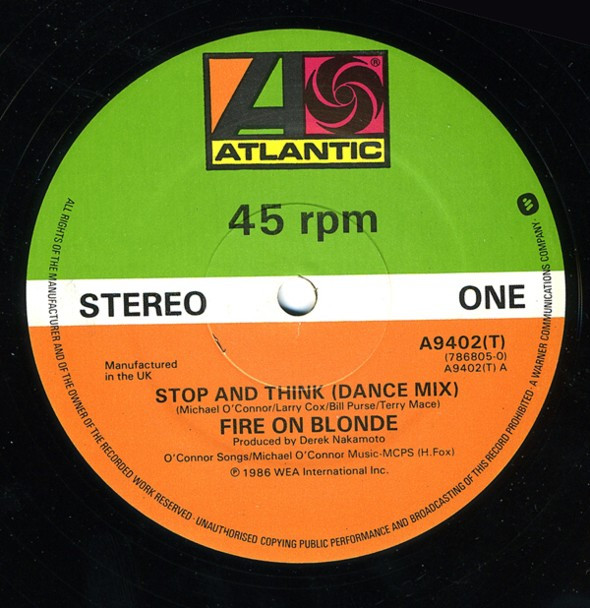 ATLANTIC
®
45 rpm
STEREO
ONE
A9402(T)
(786805-0)
A9402(T) A
Manufactured
in the UK
STOP AND THINK (DANCE MIX)
(Michael O'Connor/Larry Cox/Bill Purse/Terry Mace)
FIRE ON BLONDE
Produced by Derek Nakamoto
O'Connor Songs/Michael O'Connor Music-MCPS (H.Fox)
℗ 1986 WEA International Inc.
ALL RIGHTS OF THE MANUFACTURER AND OF THE OWNER OF THE RECORDED WORK RESERVED · UNAUTHORISED COPYING PUBLIC PERFORMANCE AND BROADCASTING OF THIS RECORD PROHIBITED · A WARNER COMMUNICATIONS COMPANY ·